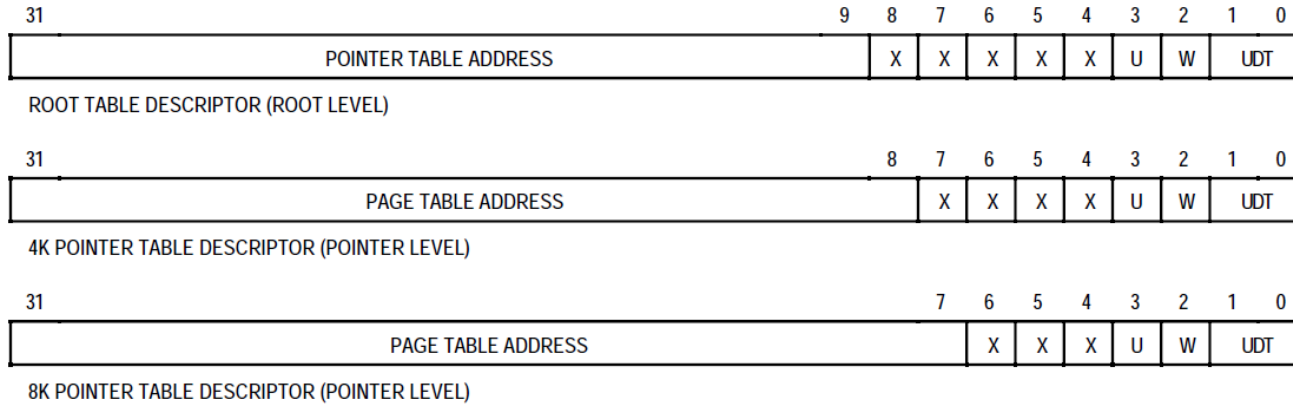 31 9 8 7 6 5 4 3 2 1 0
POINTER TABLE ADDRESS X X X X X U W UDT
ROOT TABLE DESCRIPTOR (ROOT LEVEL)
31 8 7 6 5 4 3 2 1 0
PAGE TABLE ADDRESS X X X X U W UDT
4K POINTER TABLE DESCRIPTOR (POINTER LEVEL)
31 7 6 5 4 3 2 1 0
PAGE TABLE ADDRESS X X X U W UDT
8K POINTER TABLE DESCRIPTOR (POINTER LEVEL)